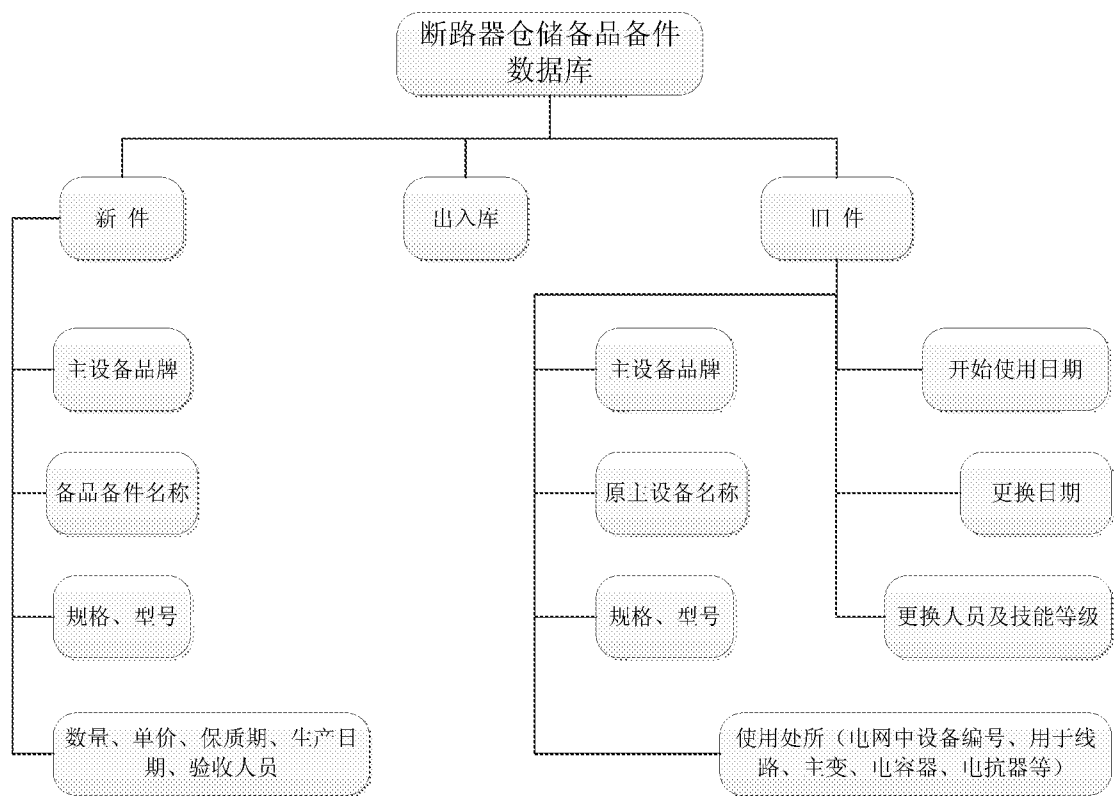 断路器仓储备品备件
数据库
新 件
出入库
旧 件
主设备品牌
主设备品牌
开始使用日期
备品备件名称
原主设备名称
更换日期
规格、型号
规格、型号
更换人员及技能等级
数量、单价、保质期、生产日
期、验收人员
使用处所（电网中设备编号、用于线
路、主变、电容器、电抗器等）